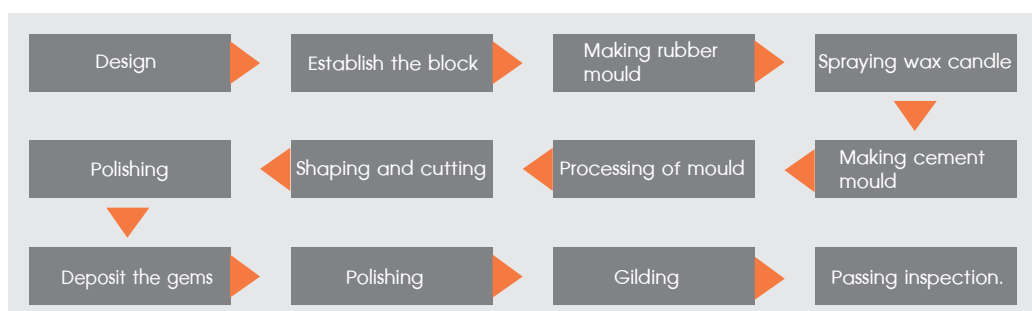 Design
Establish the block
Making rubber
mould
Spraying wax candle
Making cement
mould
Processing of mould
Shaping and cutting
Polishing
Deposit the gems
Polishing
Gilding
Passing inspection.